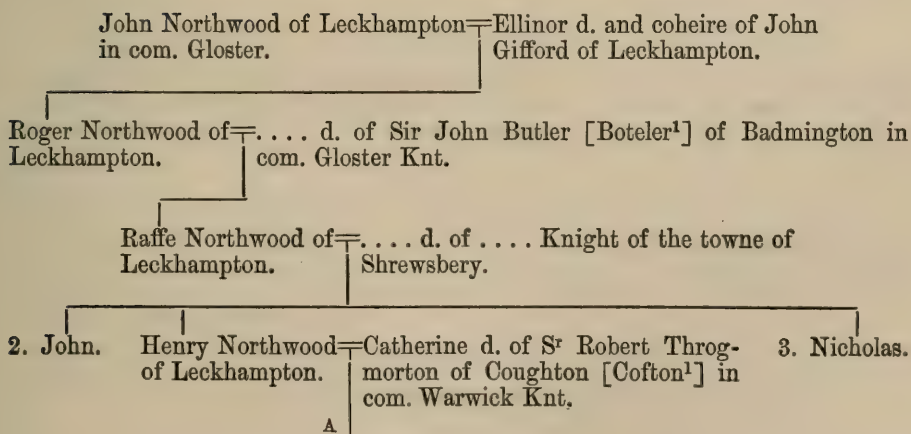 John Northwood of Leckhampton
in com. Gloster.
Ellinor d. and coheire of John
Gifford of Leckhampton.
Roger Northwood of
Leckhampton.
.... d. of Sir John Butler [Boteler¹] of Badmington in
com. Gloster Knt.
Raffe Northwood of
Leckhampton.
.... d. of .... Knight of the towne of
Shrewsbery.
2. John.
Henry Northwood
of Leckhampton.
Catherine d. of Sʳ Robert Throg-
morton of Coughton [Cofton¹] in
com. Warwick Knt.
3. Nicholas.
A